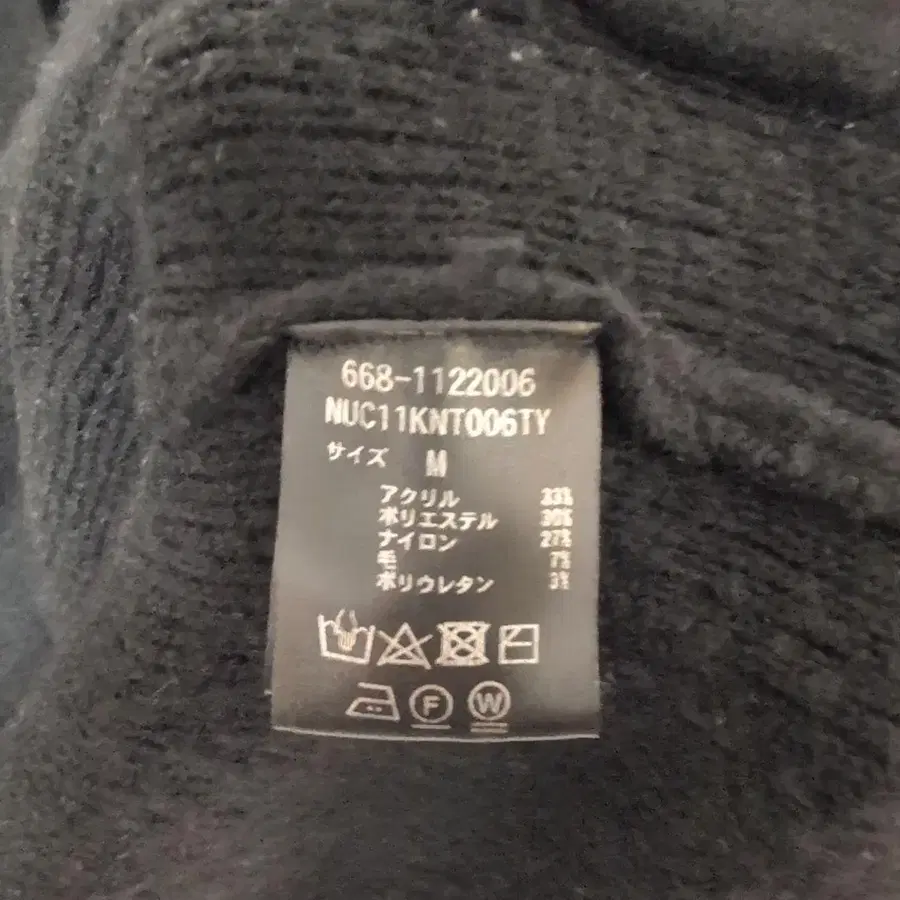 668-1122006
NUC11KNT006TY
サイズ M
アクリル 33%
ポリエステル 30%
ナイロン 27%
毛 7%
ポリウレタン 3%
F W